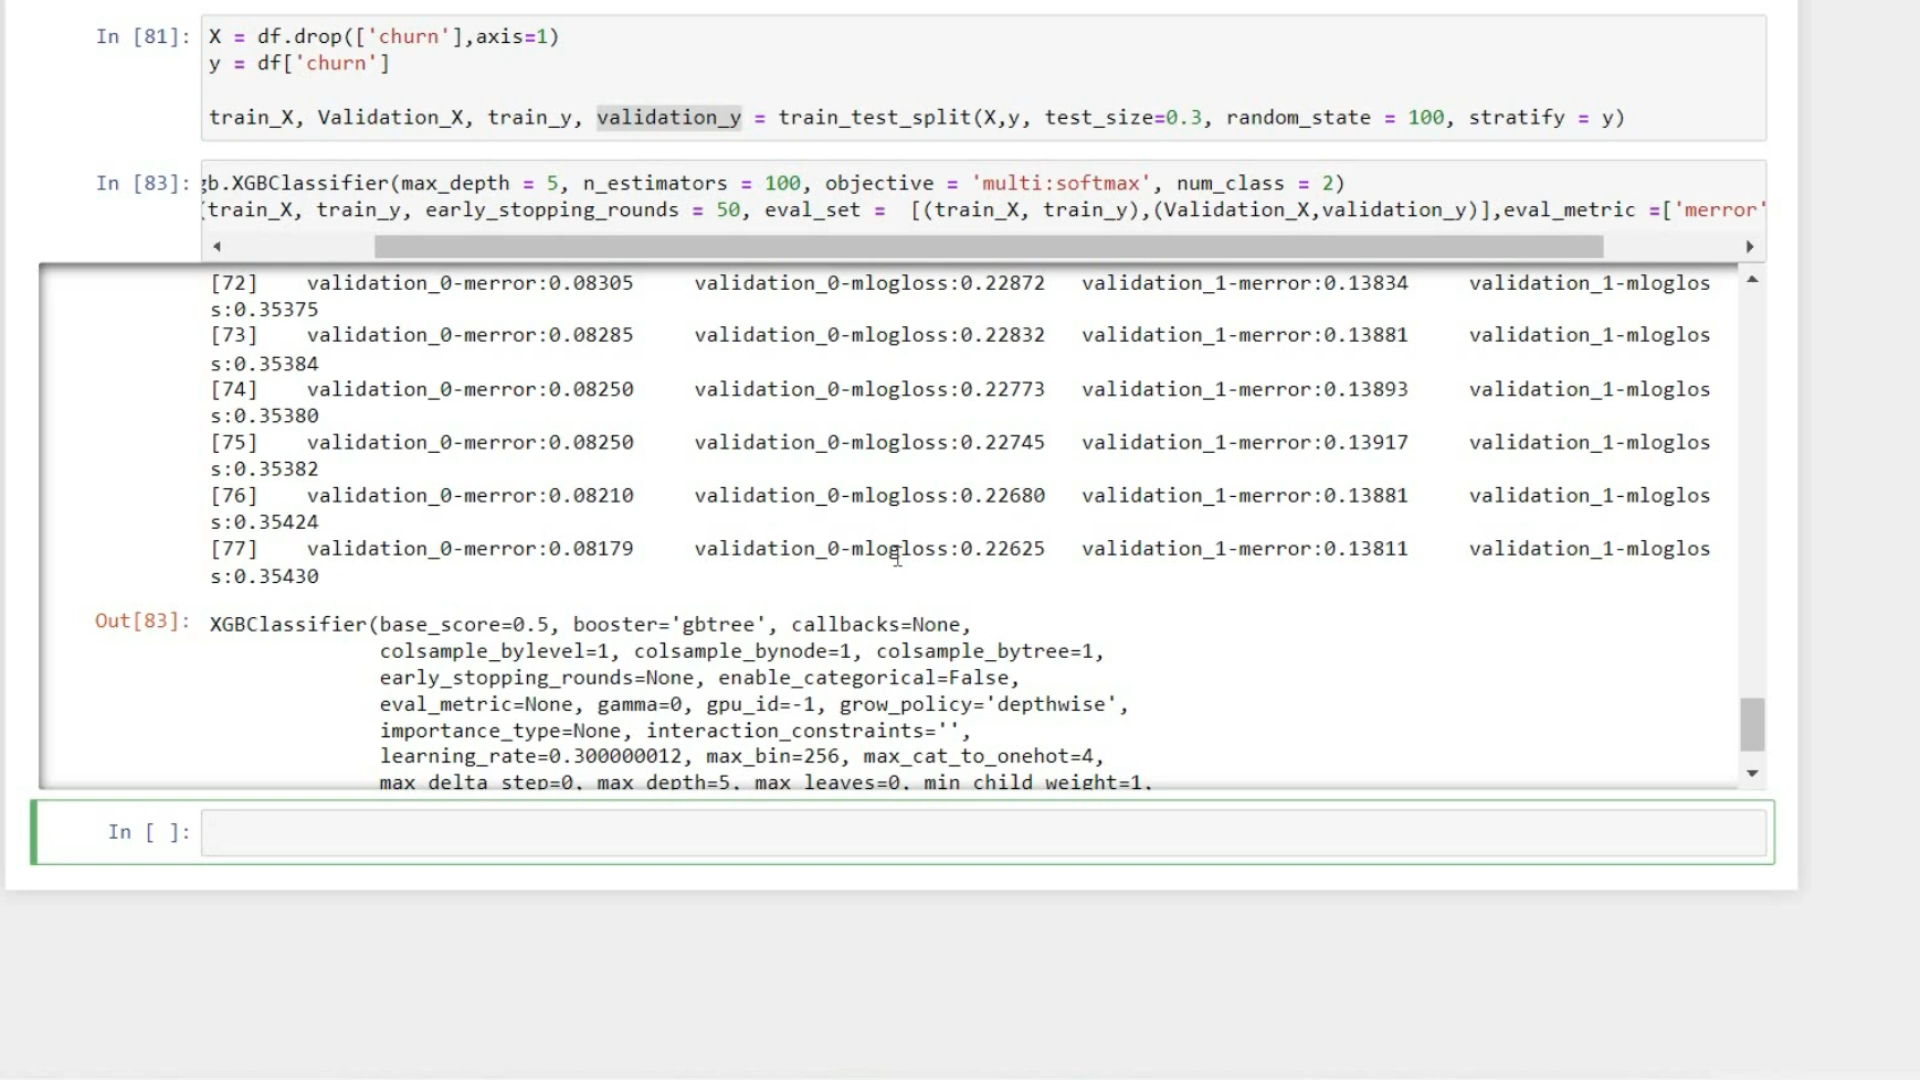 In [81]: X = df.drop(['churn'],axis=1)
y = df['churn']
train_X, Validation_X, train_y, validation_y = train_test_split(X,y, test_size=0.3, random_state = 100, stratify = y)
In [83]: gb.XGBClassifier(max_depth = 5, n_estimators = 100, objective = 'multi:softmax', num_class = 2)
(train_X, train_y, early_stopping_rounds = 50, eval_set = [(train_X, train_y),(Validation_X,validation_y)],eval_metric =['merror'
[72] validation_0-merror:0.08305 validation_0-mlogloss:0.22872 validation_1-merror:0.13834 validation_1-mloglos
s:0.35375
[73] validation_0-merror:0.08285 validation_0-mlogloss:0.22832 validation_1-merror:0.13881 validation_1-mloglos
s:0.35384
[74] validation_0-merror:0.08250 validation_0-mlogloss:0.22773 validation_1-merror:0.13893 validation_1-mloglos
s:0.35380
[75] validation_0-merror:0.08250 validation_0-mlogloss:0.22745 validation_1-merror:0.13917 validation_1-mloglos
s:0.35382
[76] validation_0-merror:0.08210 validation_0-mlogloss:0.22680 validation_1-merror:0.13881 validation_1-mloglos
s:0.35424
[77] validation_0-merror:0.08179 validation_0-mlogloss:0.22625 validation_1-merror:0.13811 validation_1-mloglos
s:0.35430
Out[83]: XGBClassifier(base_score=0.5, booster='gbtree', callbacks=None,
colsample_bylevel=1, colsample_bynode=1, colsample_bytree=1,
early_stopping_rounds=None, enable_categorical=False,
eval_metric=None, gamma=0, gpu_id=-1, grow_policy='depthwise',
importance_type=None, interaction_constraints='',
learning_rate=0.300000012, max_bin=256, max_cat_to_onehot=4,
max_delta_step=0, max_depth=5, max_leaves=0, min_child_weight=1,
In [ ]: